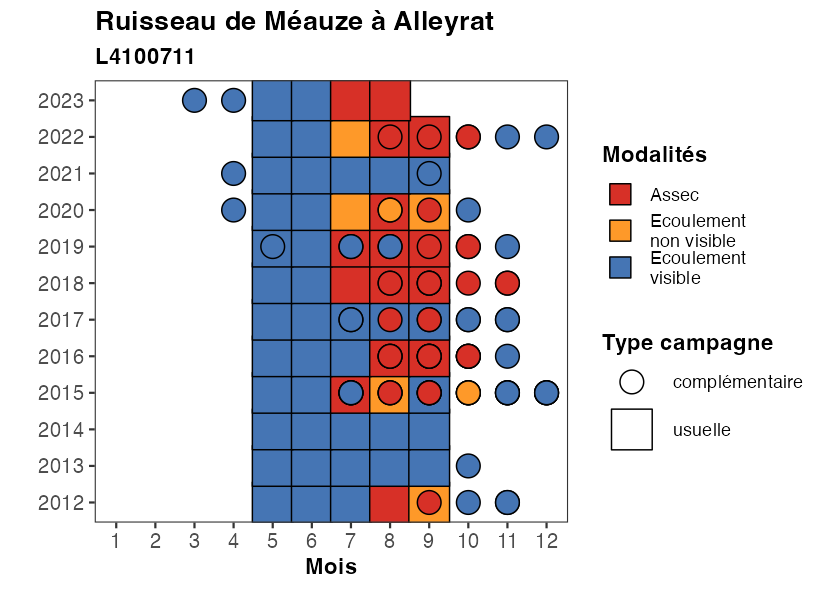 Ruisseau de Méauze à Alleyrat
L4100711
2023
2022
2021
2020
2019
2018
2017
2016
2015
2014
2013
2012
1 2 3 4 5 6 7 8 9 10 11 12
Mois
Modalités
Assec
Ecoulement
non visible
Ecoulement
visible
Type campagne
complémentaire
usuelle